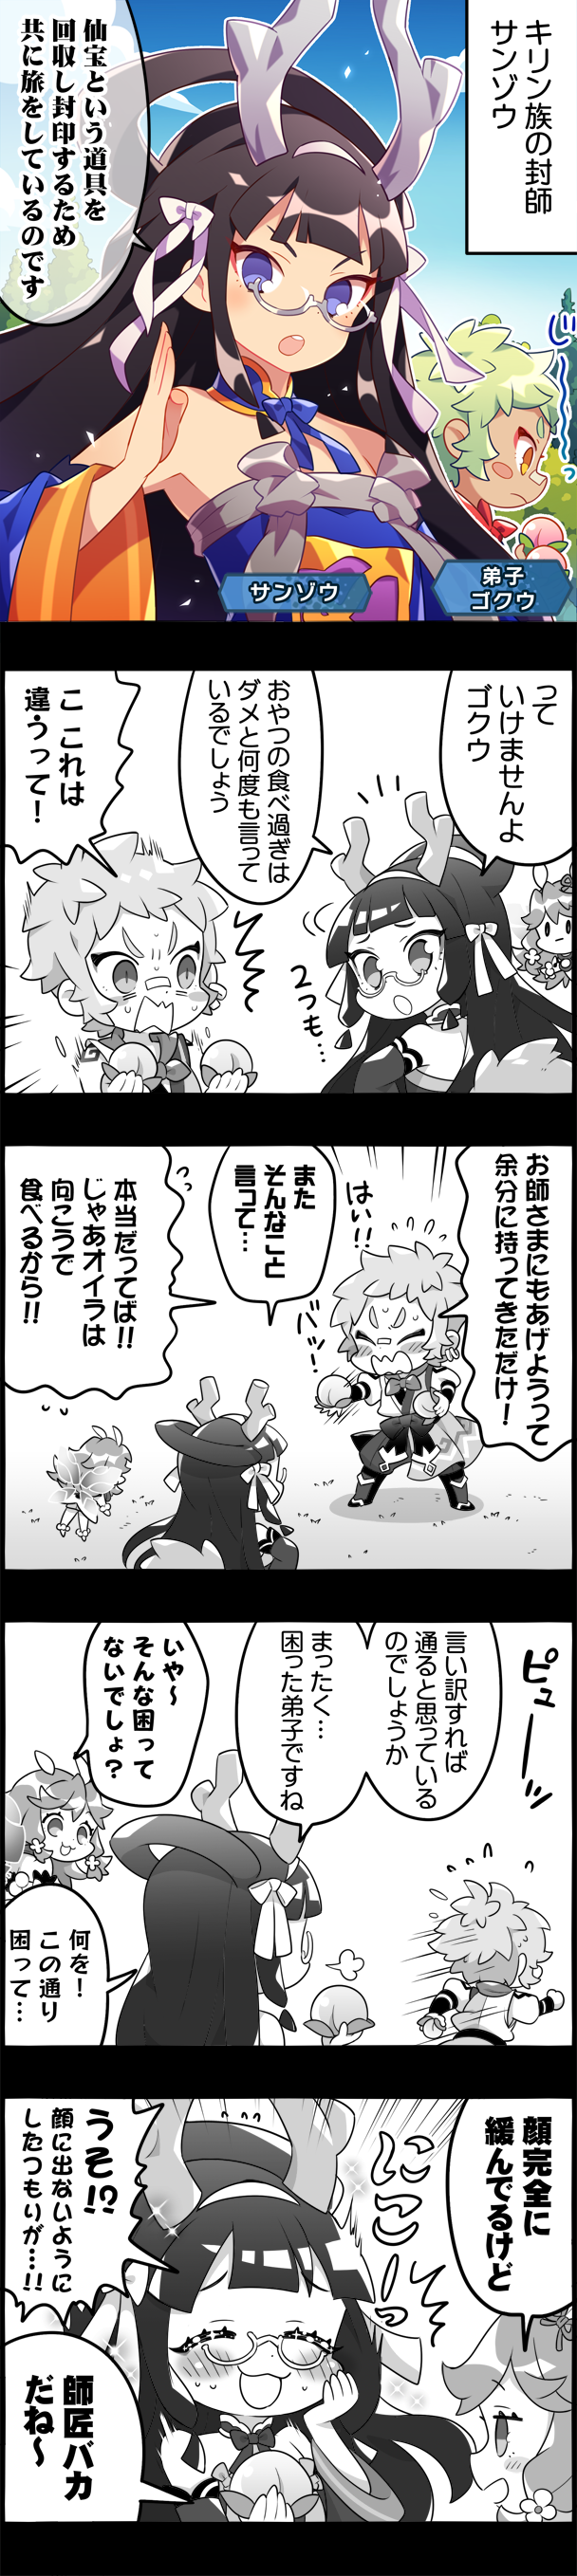 キリン族の封師
サンゾウ
仙宝という道具を
回収し封印するため
共に旅をしているのです
じ〜〜っ
サンゾウ
弟子
ゴクウ
って
いけませんよ
ゴクウ
おやつの食べ過ぎは
ダメと何度も言って
いるでしょう
こ これは
違うって!
2つも…
お師さまにもあげようって
余分に持ってきただけ!
はい!!
バッ!
また
そんなこと
言って…
本当だってば!!
じゃあオイラは
向こうで
食べるから!!
ピューーッ
言い訳すれば
通ると思っている
のでしょうか
まったく…
困った弟子ですね
いや〜
そんな困って
ないでしょ?
何を!
この通り
困って…
顔完全に
緩んでるけど
にこーっ
うそ!?
顔に出ないように
したつもりが…!!
師匠バカ
だね〜